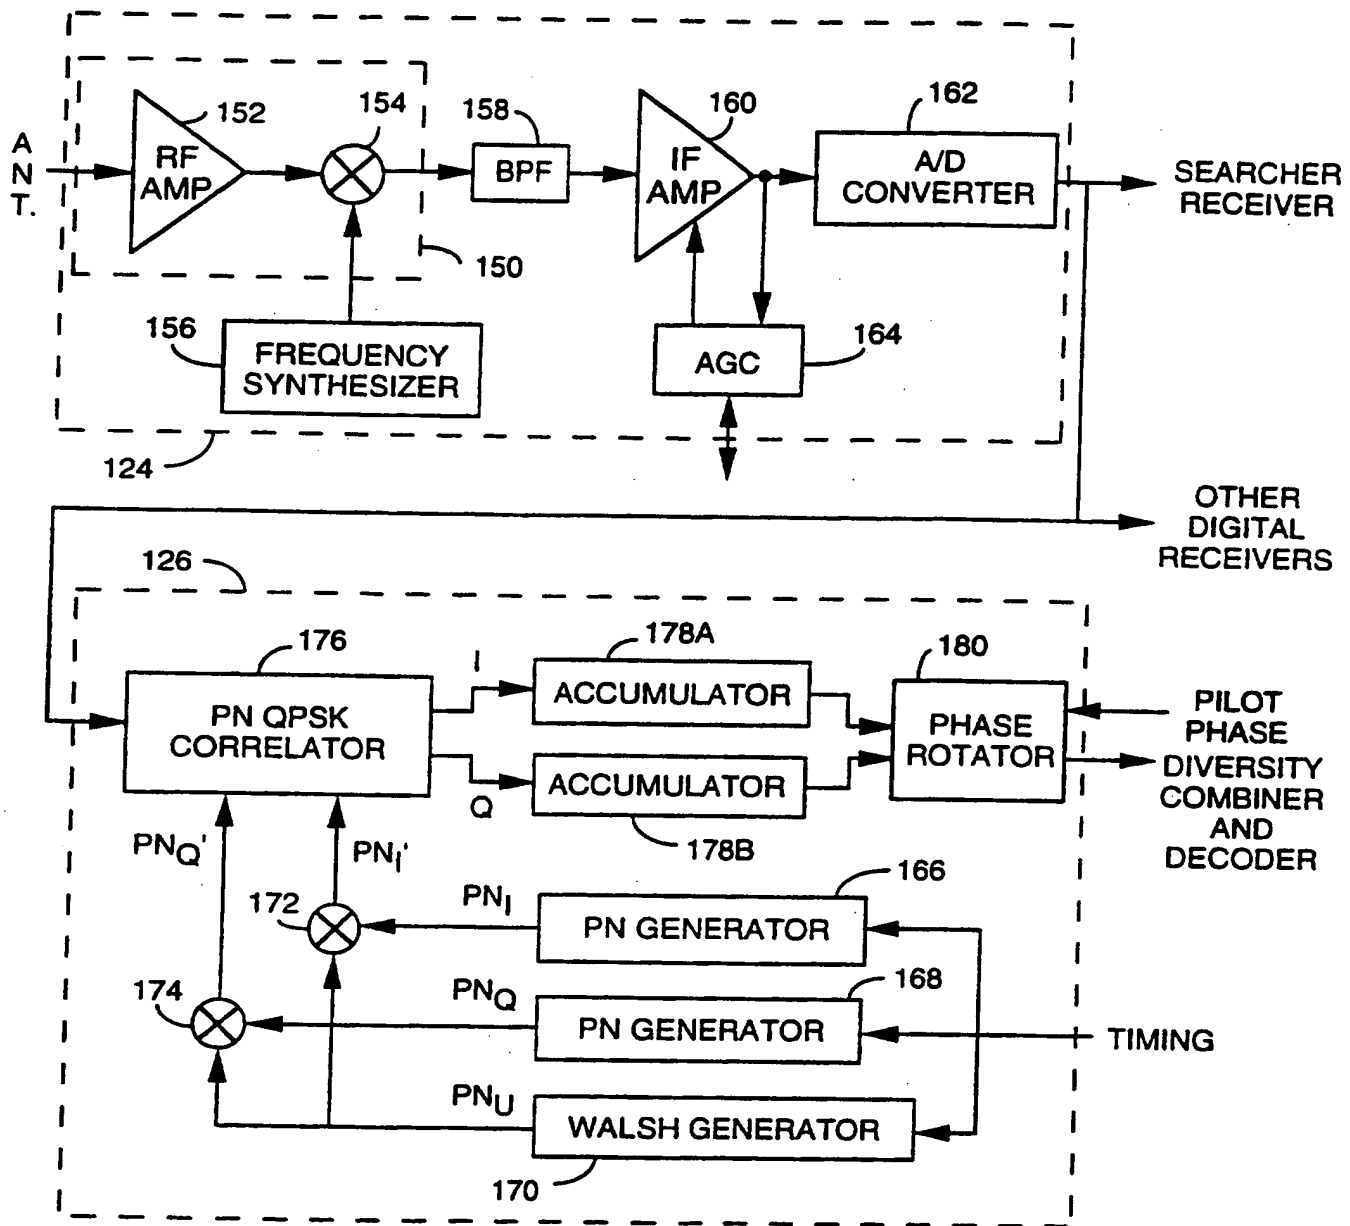 A
N
T.
152
RF
AMP
154
158
BPF
160
IF
AMP
162
A/D
CONVERTER
SEARCHER
RECEIVER
150
156
FREQUENCY
SYNTHESIZER
AGC
164
124
OTHER
DIGITAL
RECEIVERS
126
176
PN QPSK
CORRELATOR
I
Q
178A
ACCUMULATOR
ACCUMULATOR
178B
180
PHASE
ROTATOR
PILOT
PHASE
DIVERSITY
COMBINER
AND
DECODER
PNQ'
PNI'
172
PNI
166
PN GENERATOR
174
PNQ
168
PN GENERATOR
TIMING
PNU
WALSH GENERATOR
170